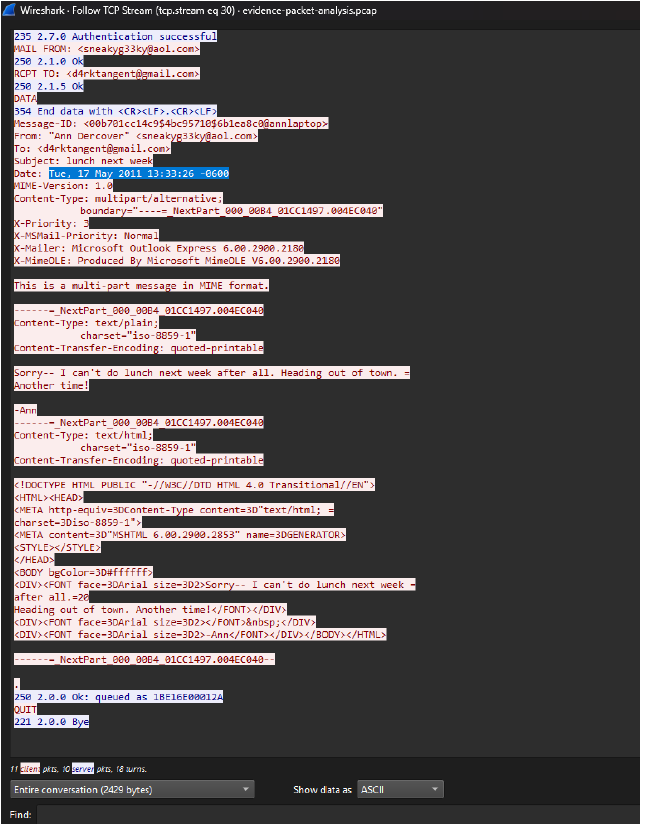 Wireshark · Follow TCP Stream (tcp.stream eq 30) · evidence-packet-analysis.pcap
235 2.7.0 Authentication successful
MAIL FROM: <sneakyg33ky@aol.com>
250 2.1.0 Ok
RCPT TO: <d4rktangent@gmail.com>
250 2.1.5 Ok
DATA
354 End data with <CR><LF>.<CR><LF>
Message-ID: <00b701cc14c9$4bc95710$6b1ea8c0@annlaptop>
From: "Ann Dercover" <sneakyg33ky@aol.com>
To: <d4rktangent@gmail.com>
Subject: lunch next week
Date: Tue, 17 May 2011 13:33:26 -0600
MIME-Version: 1.0
Content-Type: multipart/alternative;
boundary="----=_NextPart_000_00B4_01CC1497.004EC040"
X-Priority: 3
X-MSMail-Priority: Normal
X-Mailer: Microsoft Outlook Express 6.00.2900.2180
X-MimeOLE: Produced By Microsoft MimeOLE V6.00.2900.2180
This is a multi-part message in MIME format.
------=_NextPart_000_00B4_01CC1497.004EC040
Content-Type: text/plain;
charset="iso-8859-1"
Content-Transfer-Encoding: quoted-printable
Sorry-- I can't do lunch next week after all. Heading out of town. =
Another time!
-Ann
------=_NextPart_000_00B4_01CC1497.004EC040
Content-Type: text/html;
charset="iso-8859-1"
Content-Transfer-Encoding: quoted-printable
<!DOCTYPE HTML PUBLIC "-//W3C//DTD HTML 4.0 Transitional//EN">
<HTML><HEAD>
<META http-equiv=3DContent-Type content=3D"text/html; =
charset=3Diso-8859-1">
<META content=3D"MSHTML 6.00.2900.2853" name=3DGENERATOR>
<STYLE></STYLE>
</HEAD>
<BODY bgColor=3D#ffffff>
<DIV><FONT face=3DArial size=3D2>Sorry-- I can't do lunch next week =
after all.=20
Heading out of town. Another time!</FONT></DIV>
<DIV><FONT face=3DArial size=3D2></FONT>&nbsp;</DIV>
<DIV><FONT face=3DArial size=3D2>-Ann</FONT></DIV></BODY></HTML>
------=_NextPart_000_00B4_01CC1497.004EC040--
.
250 2.0.0 Ok: queued as 1BE16E00012A
QUIT
221 2.0.0 Bye
11 client pkts, 10 server pkts, 18 turns.
Entire conversation (2429 bytes) Show data as ASCII
Find: